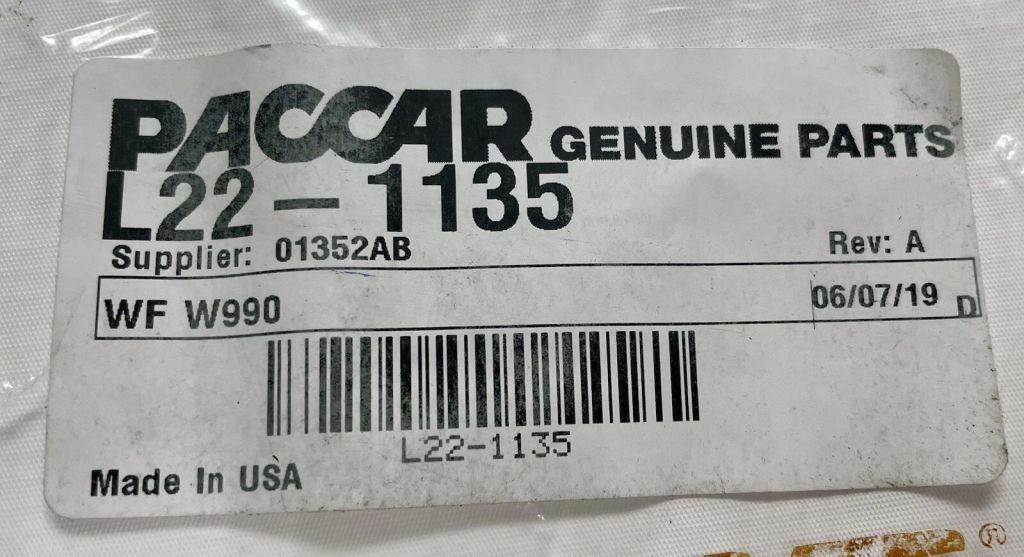 PACCAR GENUINE PARTS
L22-1135
Supplier: 01352AB Rev: A
WF W990 06/07/19 D
L22-1135
Made In USA